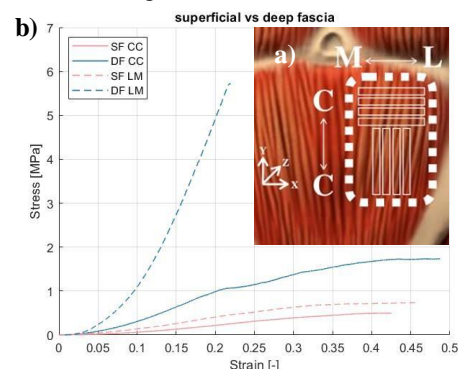 superficial vs deep fascia
b)
SF CC
DF CC
SF LM
DF LM
a)
M L
C
C
Y
Z
X
Stress [MPa]
7
6
5
4
3
2
1
0
0 0.05 0.1 0.15 0.2 0.25 0.3 0.35 0.4 0.45 0.5
Strain [-]